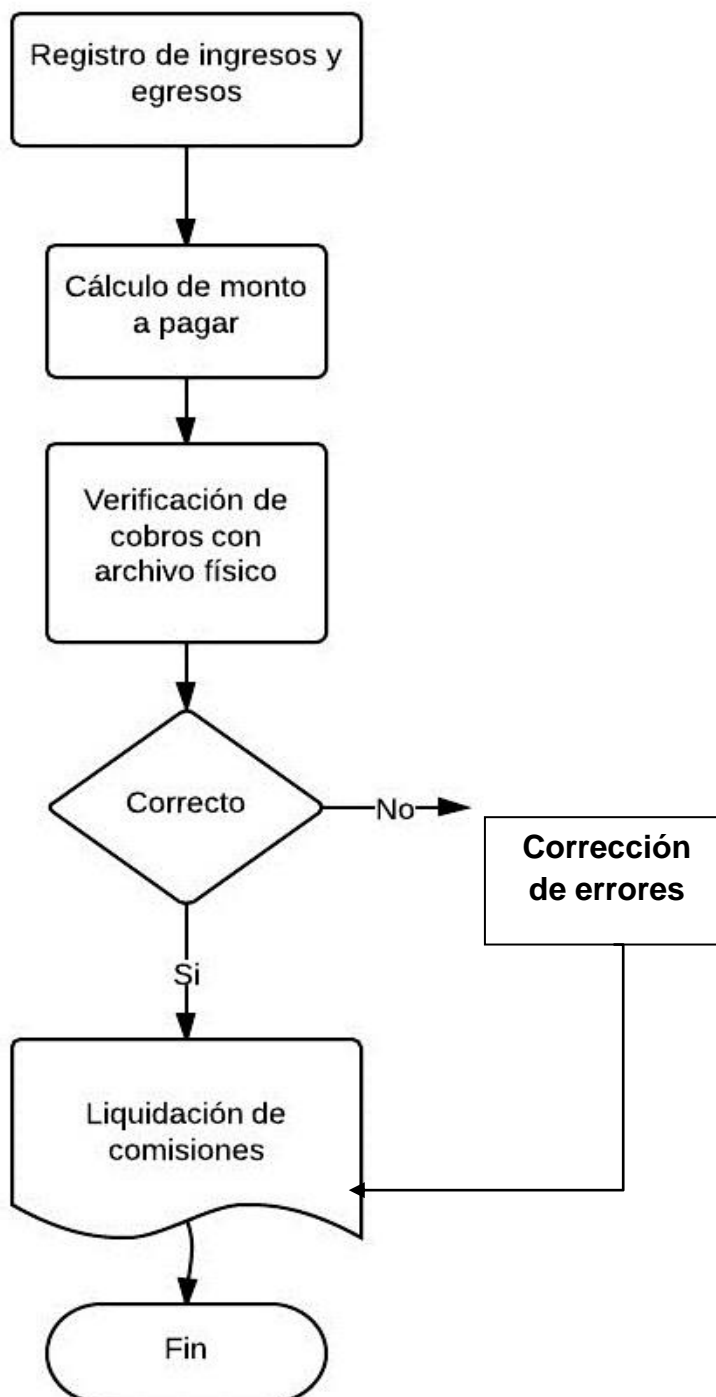 Registro de ingresos y
egresos
Cálculo de monto
a pagar
Verificación de
cobros con
archivo físico
Correcto
No
Corrección
de errores
Si
Liquidación de
comisiones
Fin